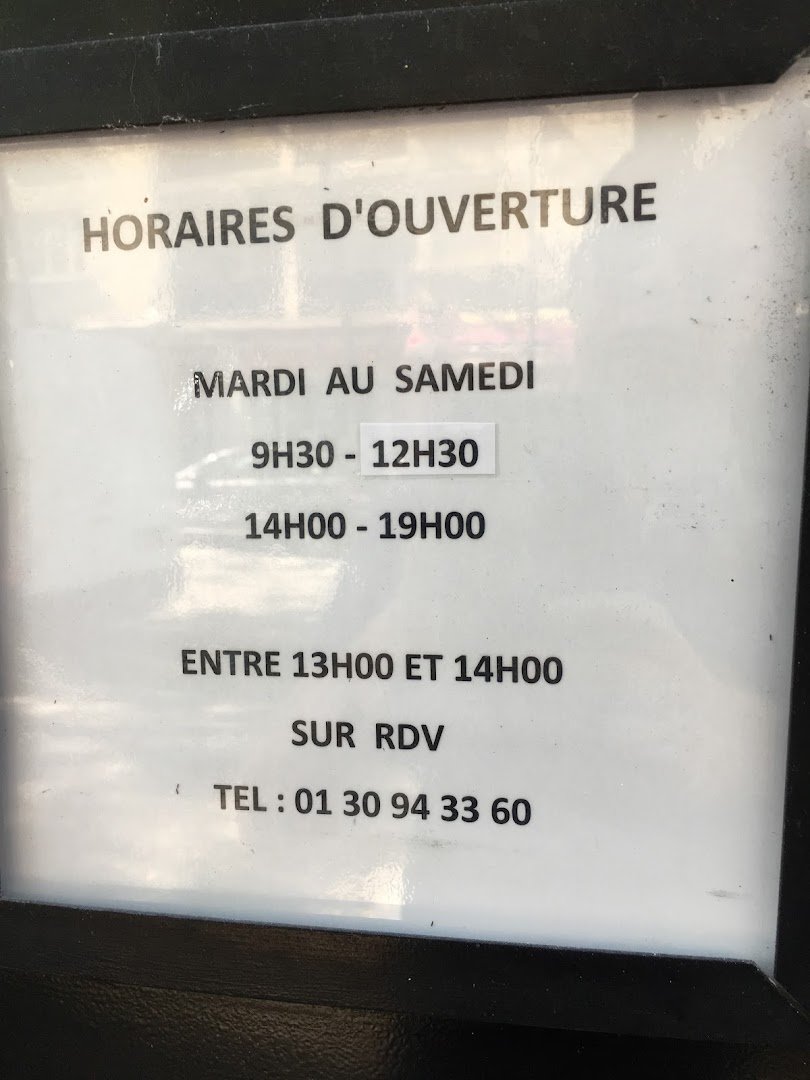 HORAIRES D'OUVERTURE
MARDI AU SAMEDI
9H30 - 12H30
14H00 - 19H00
ENTRE 13H00 ET 14H00
SUR RDV
TEL : 01 30 94 33 60